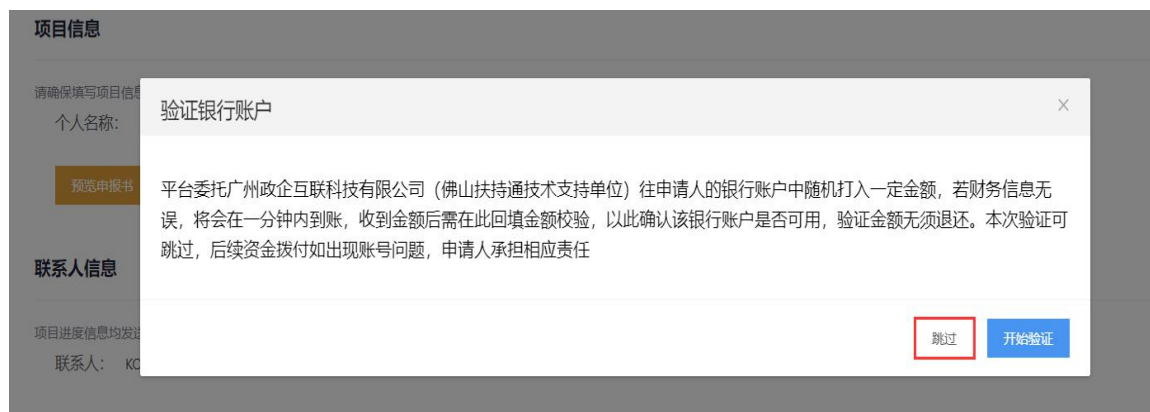 项目信息
请确保填写项目信息
个人名称：
预览申报书
验证银行账户
平台委托广州政企互联科技有限公司（佛山扶持通技术支持单位）往申请人的银行账户中随机打入一定金额，若财务信息无
误，将会在一分钟内到账，收到金额后需在此回填金额校验，以此确认该银行账户是否可用，验证金额无须退还。本次验证可
跳过，后续资金拨付如出现账号问题，申请人承担相应责任
联系人信息
项目进度信息均发送
联系人： KO
跳过 开始验证